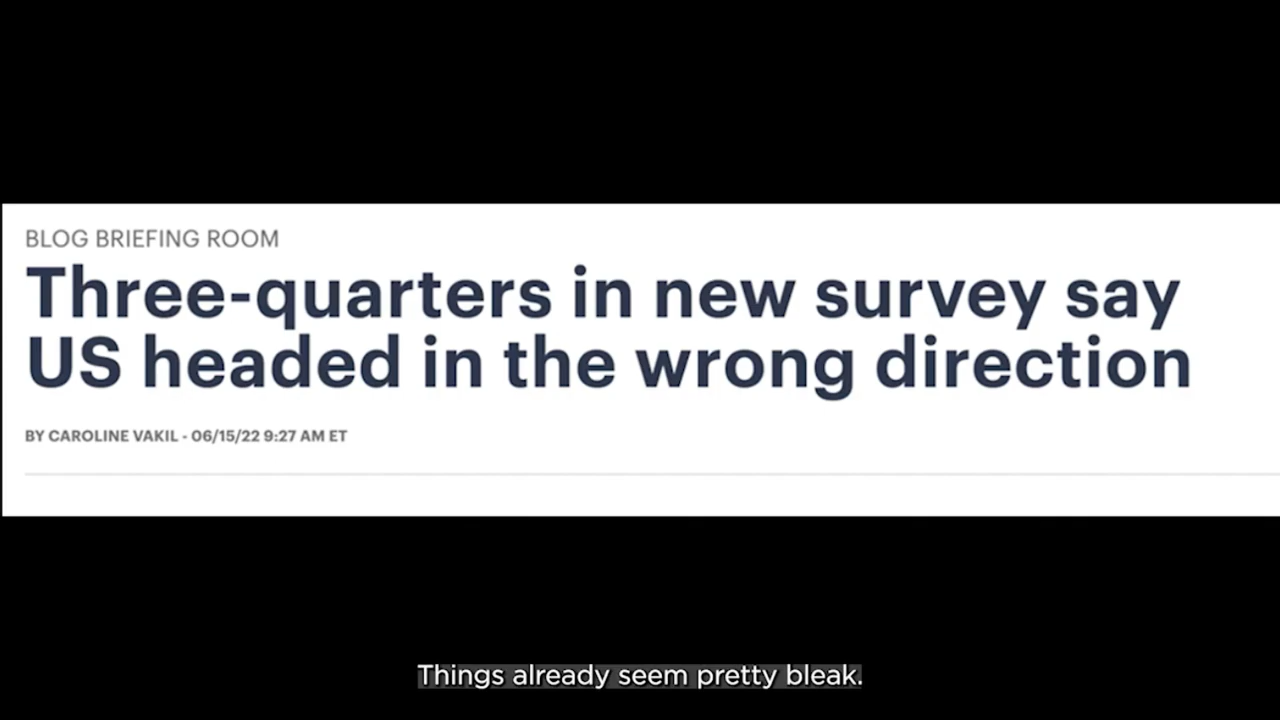 BLOG BRIEFING ROOM
Three-quarters in new survey say
US headed in the wrong direction
BY CAROLINE VAKIL - 06/15/22 9:27 AM ET
Things already seem pretty bleak.